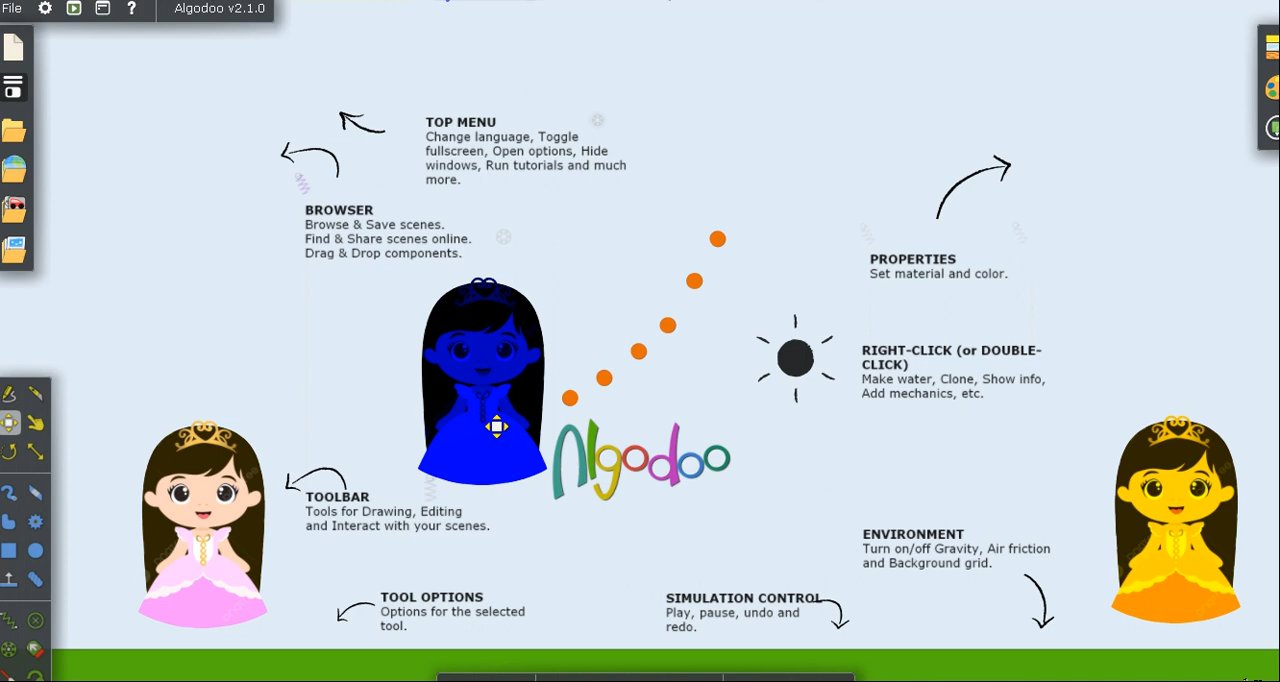 File
?
Algodoo v2.1.0
TOP MENU
Change language, Toggle
fullscreen, Open options, Hide
windows, Run tutorials and much
more.
BROWSER
Browse & Save scenes.
Find & Share scenes online.
Drag & Drop components.
PROPERTIES
Set material and color.
RIGHT-CLICK (or DOUBLE-
CLICK)
Make water, Clone, Show info,
Add mechanics, etc.
Algodoo
TOOLBAR
Tools for Drawing, Editing
and Interact with your scenes.
ENVIRONMENT
Turn on/off Gravity, Air friction
and Background grid.
TOOL OPTIONS
Options for the selected
tool.
SIMULATION CONTROL
Play, pause, undo and
redo.